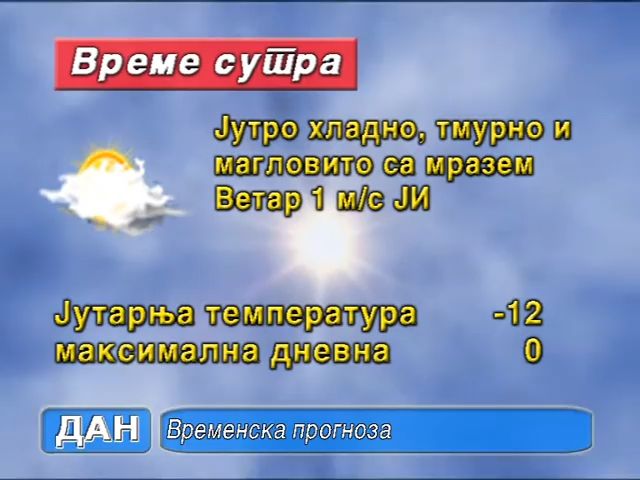 Време сутра
Јутро хладно, тмурно и
магловито са мразем
Ветар 1 м/с ЈИ
Јутарња температура -12
максимална дневна 0
ДАН Временска прогноза